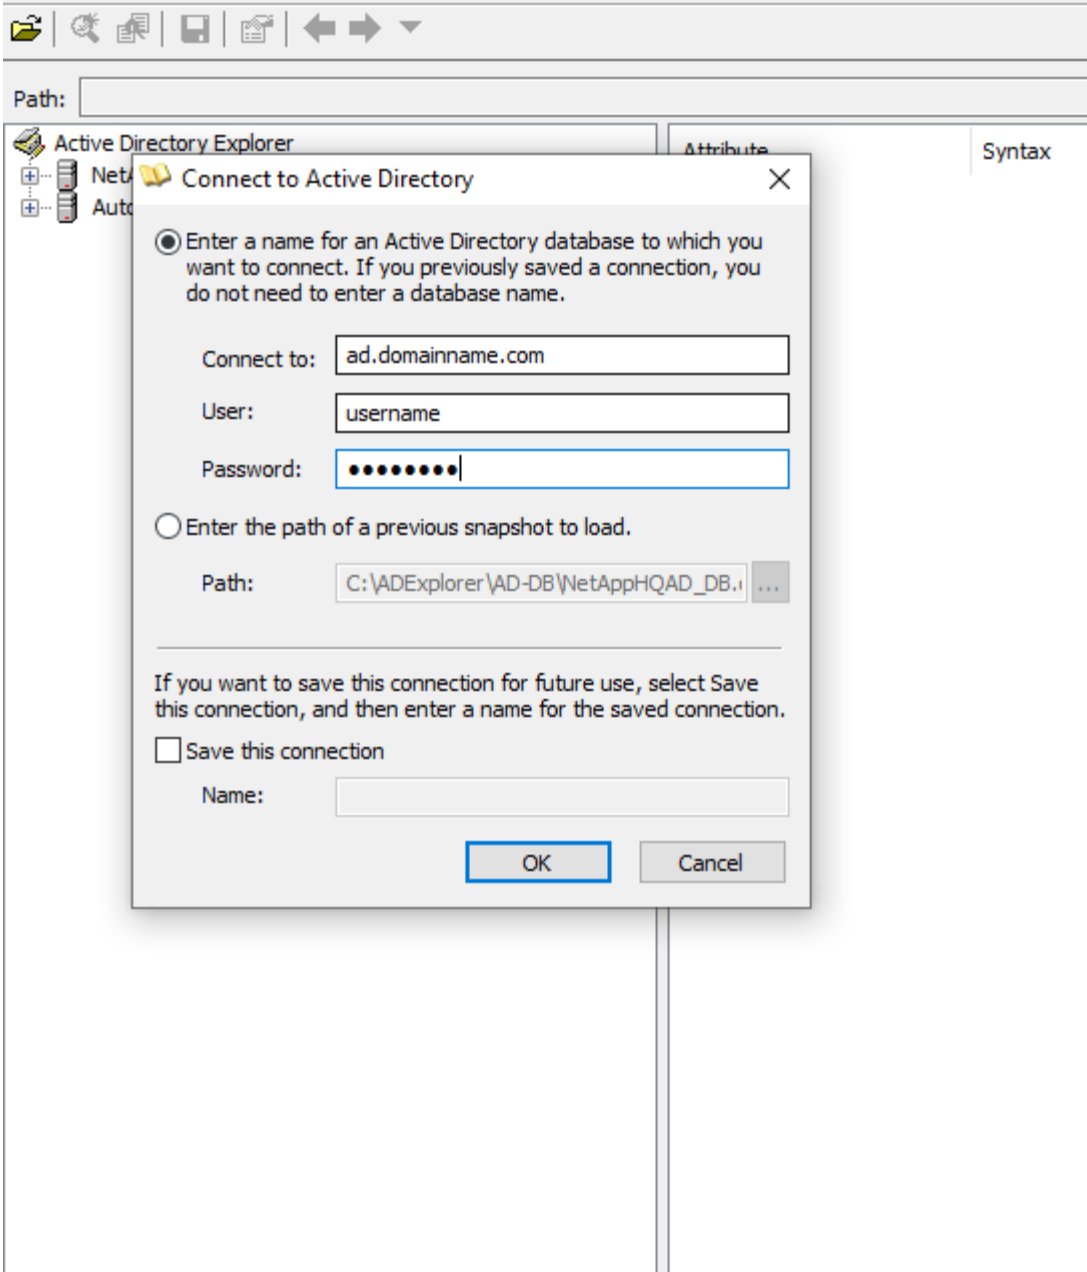 Path:
Active Directory Explorer
Attribute
Syntax
Connect to Active Directory
Enter a name for an Active Directory database to which you
want to connect. If you previously saved a connection, you
do not need to enter a database name.
Connect to: ad.domainname.com
User: username
Password: ••••••••
Enter the path of a previous snapshot to load.
Path: C:\ADExplorer\AD-DB\NetAppHQAD_DB. ...
If you want to save this connection for future use, select Save
this connection, and then enter a name for the saved connection.
Save this connection
Name:
OK Cancel